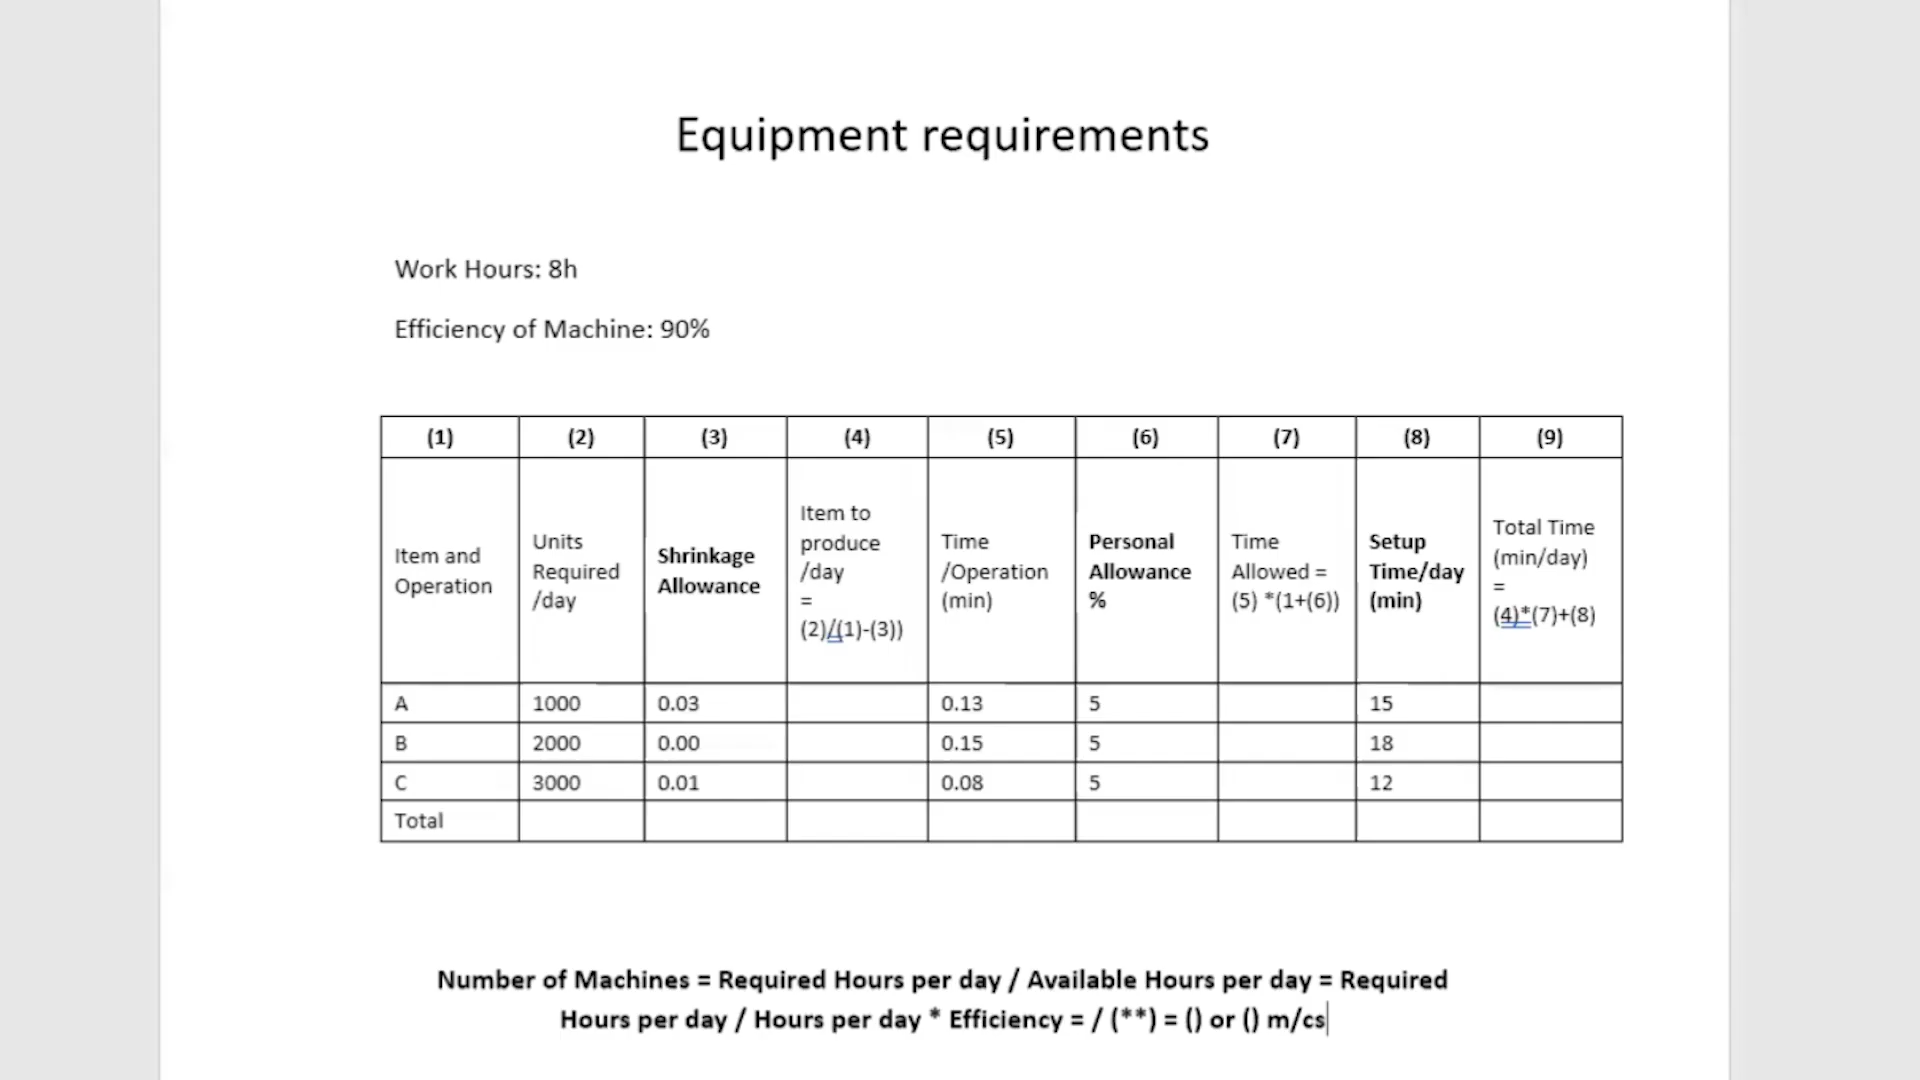 Equipment requirements
Work Hours: 8h
Efficiency of Machine: 90%
(1) (2) (3) (4) (5) (6) (7) (8) (9)
Item and
Operation
Units
Required
/day
Shrinkage
Allowance
Item to
produce
/day
=
(2)/(1)-(3))
Time
/Operation
(min)
Personal
Allowance
%
Time
Allowed =
(5) *(1+(6))
Setup
Time/day
(min)
Total Time
(min/day)
=
(4)*(7)+(8)
A 1000 0.03 0.13 5 15
B 2000 0.00 0.15 5 18
C 3000 0.01 0.08 5 12
Total
Number of Machines = Required Hours per day / Available Hours per day = Required
Hours per day / Hours per day * Efficiency = / (**) = () or () m/cs